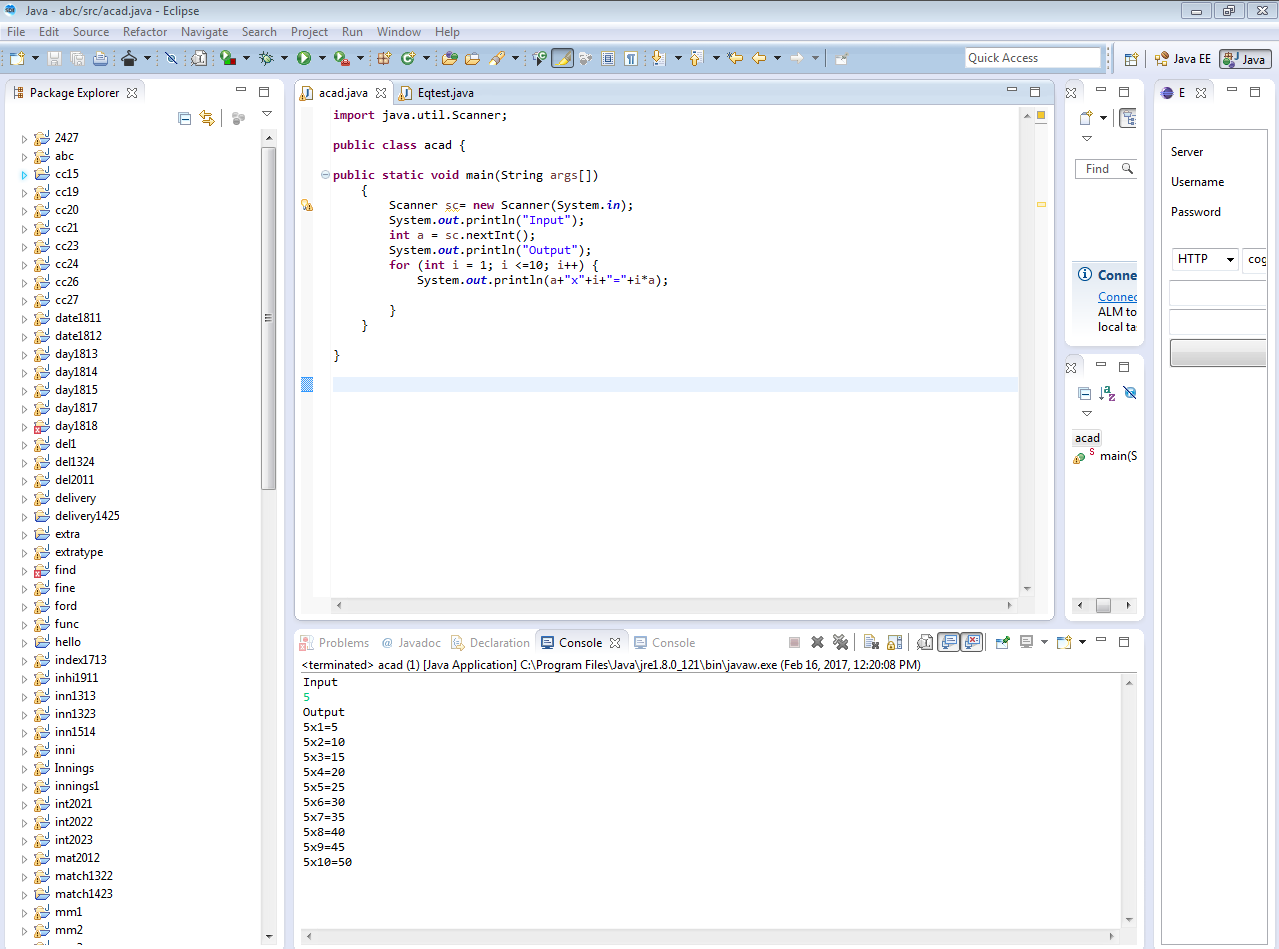 Java - abc/src/acad.java - Eclipse
File Edit Source Refactor Navigate Search Project Run Window Help
Quick Access
Java EE
Java
Package Explorer
2427
abc
cc15
cc19
cc20
cc21
cc23
cc24
cc26
cc27
date1811
date1812
day1813
day1814
day1815
day1817
day1818
del1
del1324
del2011
delivery
delivery1425
extra
extratype
find
fine
ford
func
hello
index1713
inhi1911
inn1313
inn1323
inn1514
inni
Innings
innings1
int2021
int2022
int2023
mat2012
match1322
match1423
mm1
mm2
acad.java
Eqtest.java
import java.util.Scanner;
public class acad {
public static void main(String args[])
{
Scanner sc= new Scanner(System.in);
System.out.println("Input");
int a = sc.nextInt();
System.out.println("Output");
for (int i = 1; i <=10; i++) {
System.out.println(a+"x"+i+"="+i*a);
}
}
}
Find
Conne
Connec
ALM to
local ta
acad
main(S
E
Server
Username
Password
HTTP
cog
Problems @ Javadoc Declaration Console Console
<terminated> acad (1) [Java Application] C:\Program Files\Java\jre1.8.0_121\bin\javaw.exe (Feb 16, 2017, 12:20:08 PM)
Input
5
Output
5x1=5
5x2=10
5x3=15
5x4=20
5x5=25
5x6=30
5x7=35
5x8=40
5x9=45
5x10=50